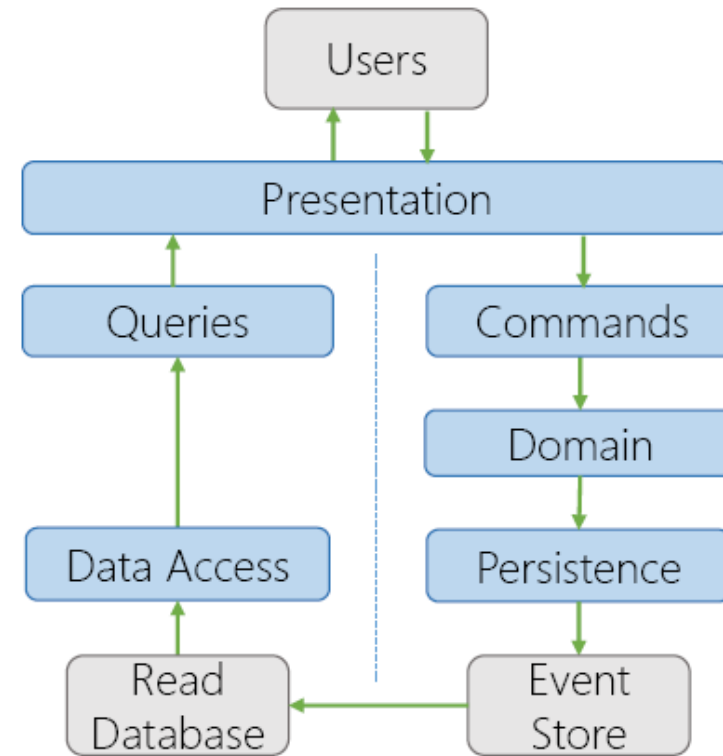 Users
Presentation
Queries
Commands
Domain
Data Access
Persistence
Read
Database
Event
Store